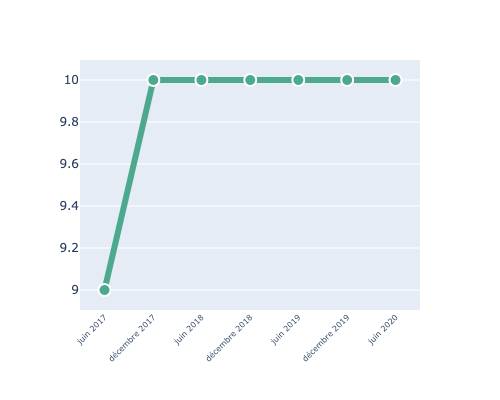 10
9.8
9.6
9.4
9.2
9
juin 2017
décembre 2017
juin 2018
décembre 2018
juin 2019
décembre 2019
juin 2020